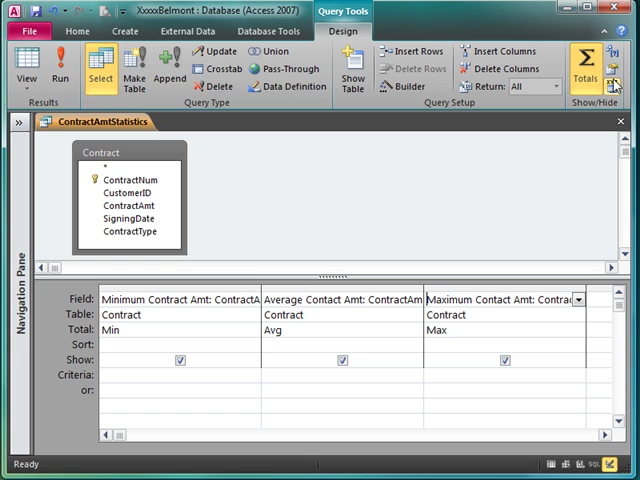 XxxxxBelmont : Database (Access 2007)
Query Tools
File
Home
Create
External Data
Database Tools
Design
View
Run
Results
Select
Make Table
Append
Update
Crosstab
Delete
Union
Pass-Through
Data Definition
Query Type
Show Table
Insert Rows
Delete Rows
Builder
Insert Columns
Delete Columns
Return: All
Query Setup
Σ
Totals
Show/Hide
ContractAmtStatistics
Navigation Pane
Contract
*
ContractNum
CustomerID
ContractAmt
SigningDate
ContractType
Field: Minimum Contract Amt: ContractA Average Contact Amt: ContractAm Maximum Contact Amt: Contrac
Table: Contract Contract Contract
Total: Min Avg Max
Sort:
Show:
Criteria:
or:
Ready
SQL